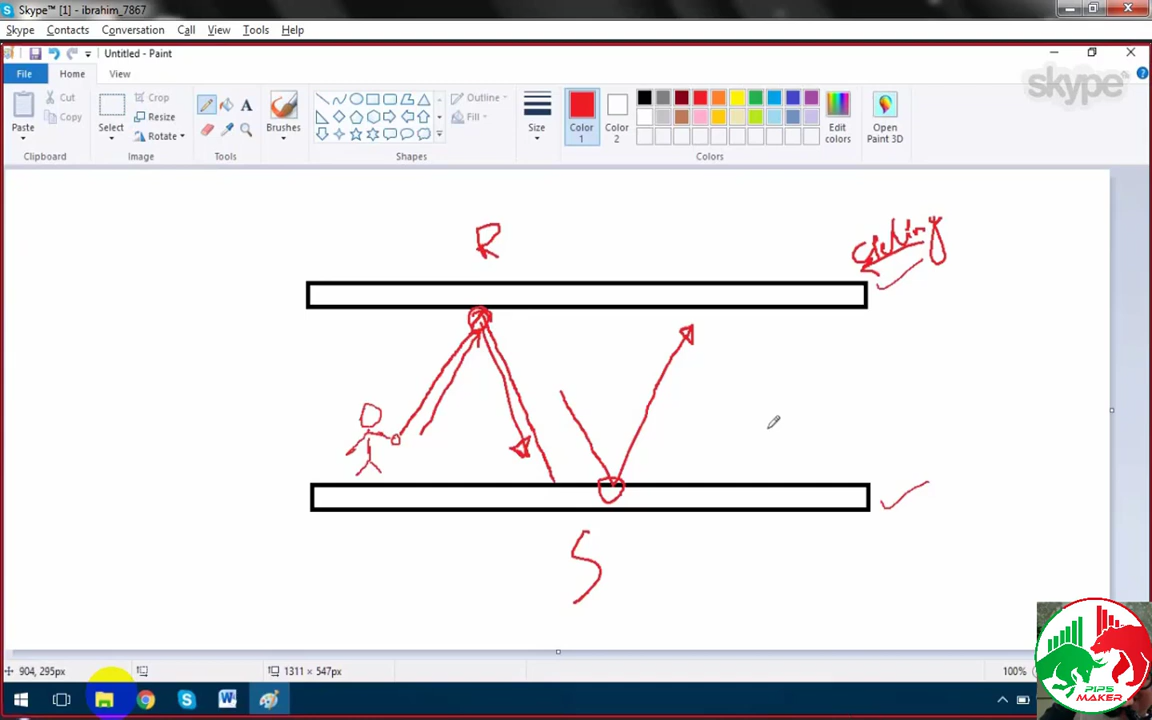 Skype™ [1] - ibrahim_7867
Skype Contacts Conversation Call View Tools Help
Untitled - Paint
File Home View
skype™
Cut
Copy
Paste
Crop
Resize
Rotate
Select
A
Brushes
Outline
Fill
Size
Color 1
Color 2
Edit colors
Open Paint 3D
Clipboard Image Tools Shapes Colors
R
S
904, 295px
1311 × 547px
100%
PIPS
MAKER